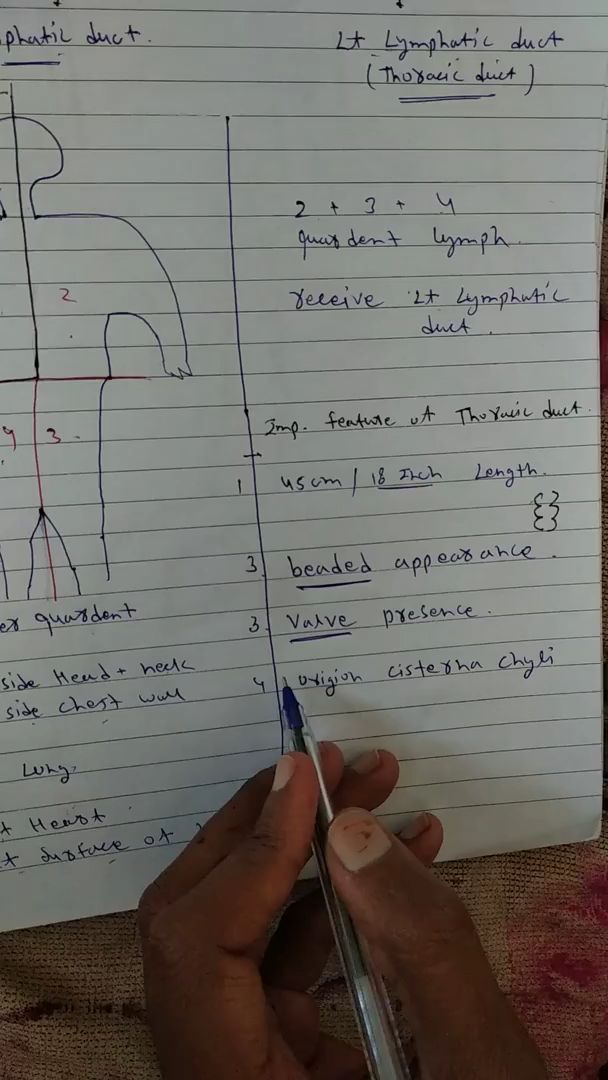 phatic duct.
Lt Lymphatic duct
(Thoracic duct)
2 + 3 + 4
quardent lymph.
receive Lt Lymphatic
duct.
2
4 3
Imp. feature of Thoracic duct.
1 45cm / 18 Inch Length.
3. beaded appearance.
3. Valve presence.
4 origion cisterna chyli
er quardent
side Head + neck
side chest wall
Lung.
t Heart
t surface of